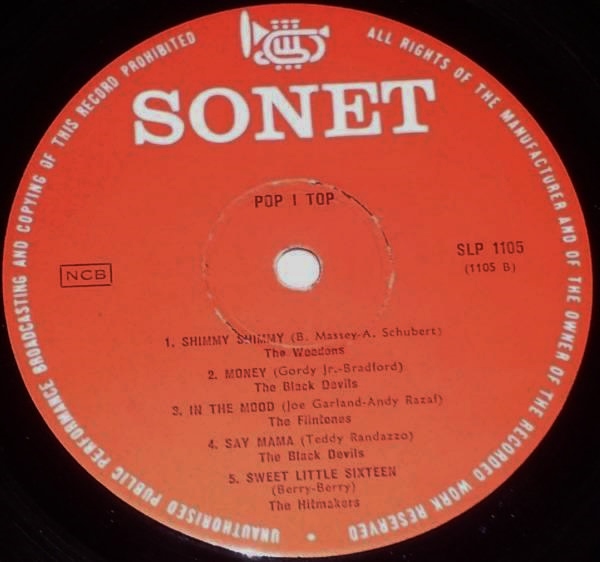 UNAUTHORISED PUBLIC PERFORMANCE BROADCASTING AND COPYING OF THIS RECORD PROHIBITED
ALL RIGHTS OF THE MANUFACTURER AND OF THE OWNER OF THE RECORDED WORK RESERVED
SONET
POP I TOP
NCB
SLP 1105
(1105 B)
1. SHIMMY SHIMMY (B. Massey-A. Schubert)
The Weedons
2. MONEY (Gordy Jr.-Bradford)
The Black Devils
3. IN THE MOOD (Joe Garland-Andy Razaf)
The Flintones
4. SAY MAMA (Teddy Randazzo)
The Black Devils
5. SWEET LITTLE SIXTEEN
(Berry-Berry)
The Hitmakers